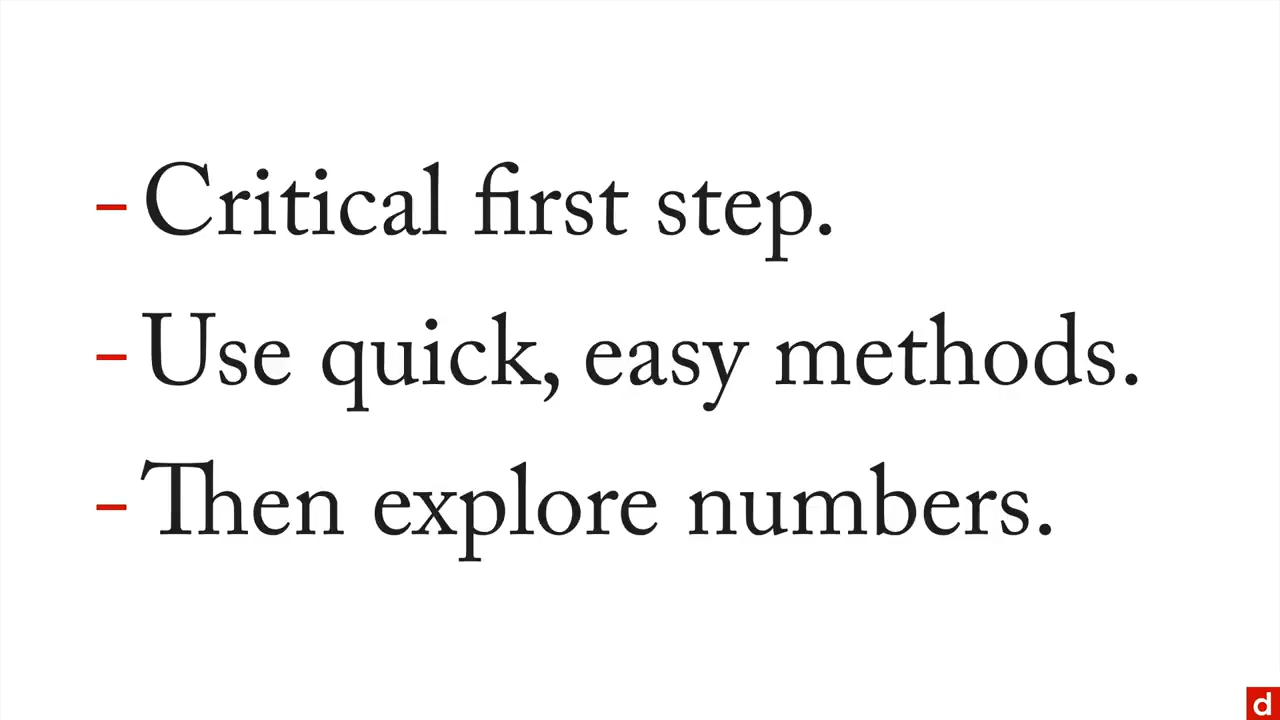 - Critical first step.
- Use quick, easy methods.
- Then explore numbers.
d